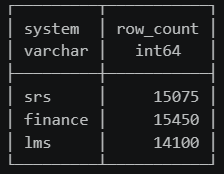 system row_count
varchar int64
srs 15075
finance 15450
lms 14100